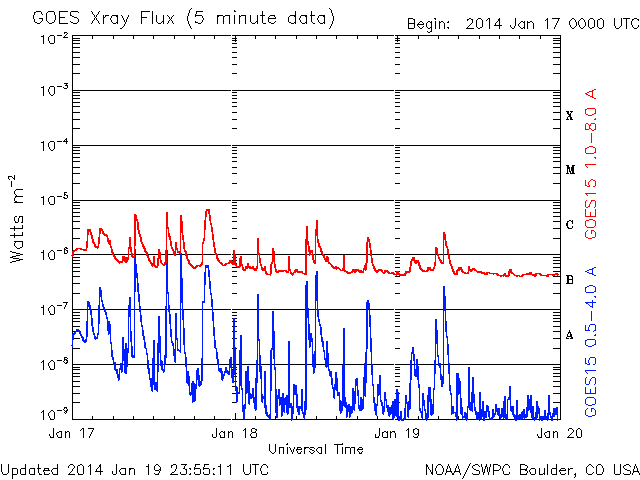 GOES Xray Flux (5 minute data)
Begin: 2014 Jan 17 0000 UTC
10-2
10-3
10-4
10-5
10-6
10-7
10-8
10-9
Watts m-2
X
M
C
B
A
GOES15 1.0-8.0 A
GOES15 0.5-4.0 A
Jan 17
Jan 18
Jan 19
Jan 20
Universal Time
Updated 2014 Jan 19 23:55:11 UTC
NOAA/SWPC Boulder, CO USA